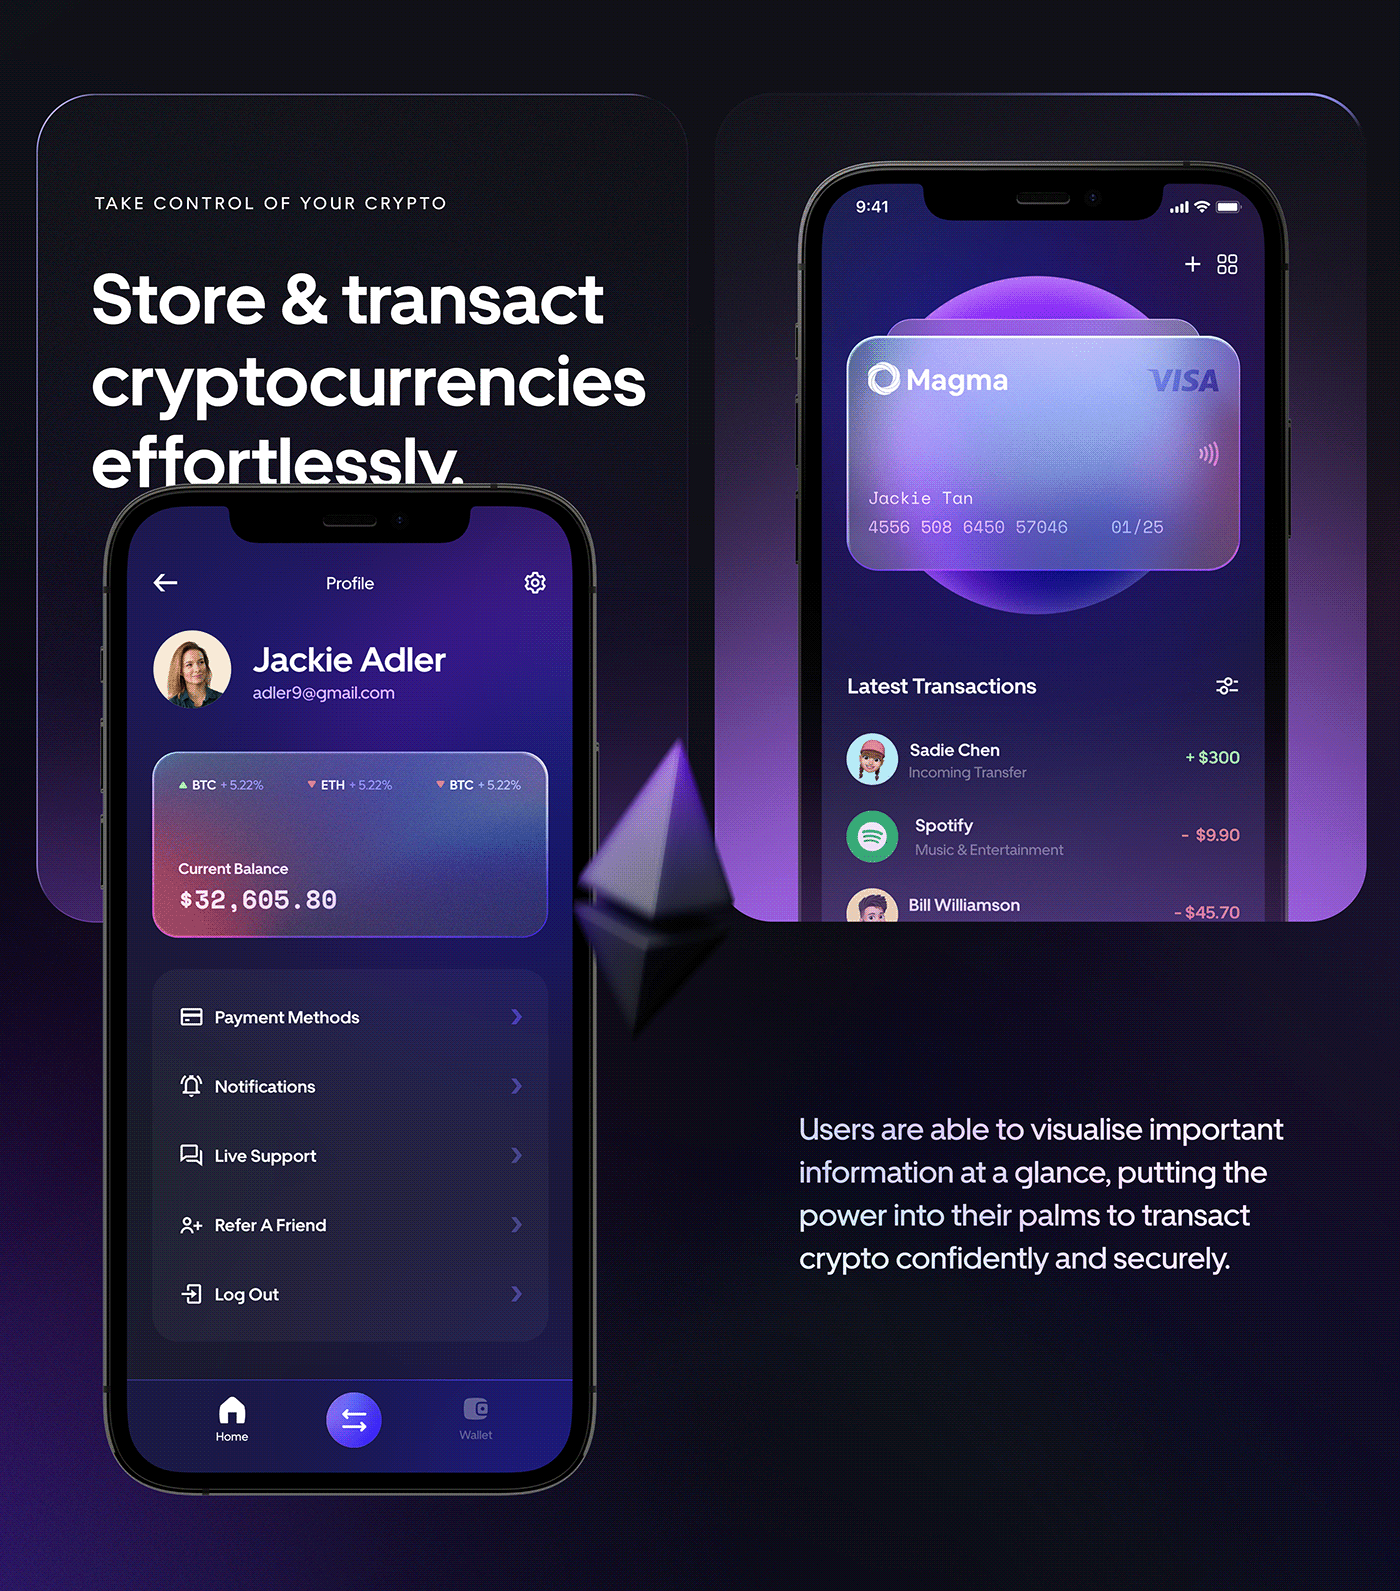 TAKE CONTROL OF YOUR CRYPTO
Store & transact
cryptocurrencies
effortlessly.
Profile
Jackie Adler
adler9@gmail.com
BTC + 5.22% ETH + 5.22% BTC + 5.22%
Current Balance
$32,605.80
Payment Methods
Notifications
Live Support
Refer A Friend
Log Out
Home
Wallet
9:41
Magma VISA
Jackie Tan
4556 508 6450 57046 01/25
Latest Transactions
Sadie Chen
+ $300
Incoming Transfer
Spotify
- $9.90
Music & Entertainment
Bill Williamson
- $45.70
Users are able to visualise important
information at a glance, putting the
power into their palms to transact
crypto confidently and securely.